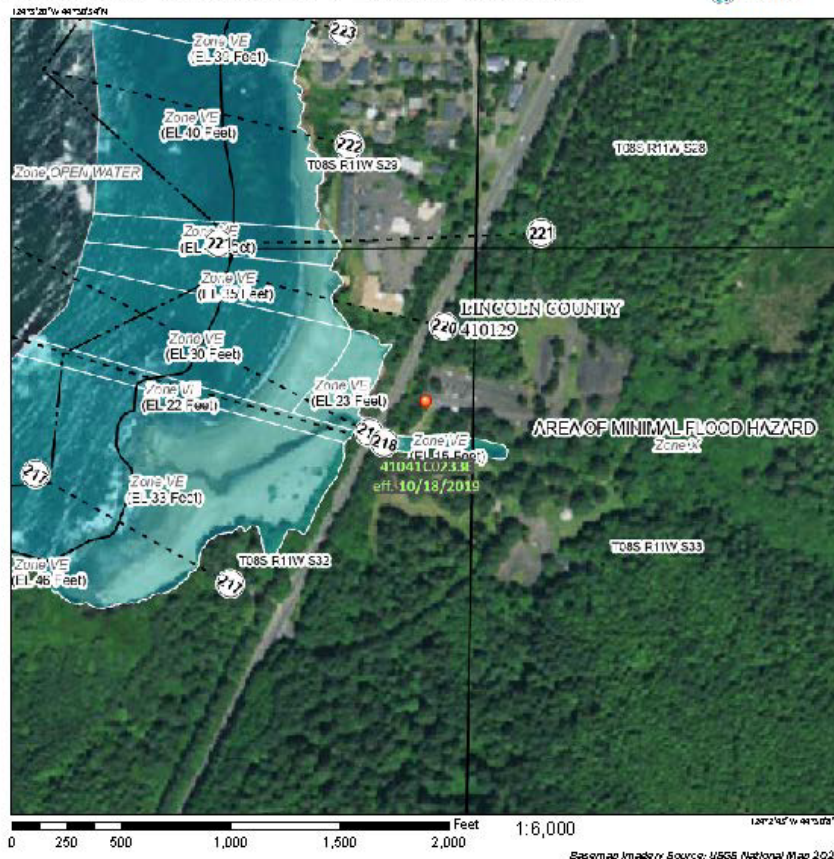 223
Zone VE
222
Zone VE
(EL 40 Feet)
T08S R11W S29
T08S R11W S28
Zone OPEN WATER
221
221
Zone VE
(EL 35 Feet)
LINCOLN COUNTY
220
410129
Zone VE
(EL 30 Feet)
Zone VE
(EL 22 Feet)
Zone VE
(EL 23 Feet)
AREA OF MINIMAL FLOOD HAZARD
Zone X
218
Zone VE
(EL 15 Feet)
eff. 10/18/2019
217
Zone VE
(EL 33 Feet)
T08S R11W S32
T08S R11W S33
Zone VE
(EL 46 Feet)
217
Feet
1:6,000
0 250 500 1,000 1,500 2,000
Basemap Imagery Source: USGS National Map